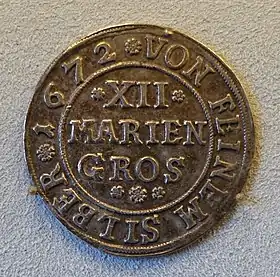 1672 VON FEINEM SILBER
XII
MARIEN
GROS